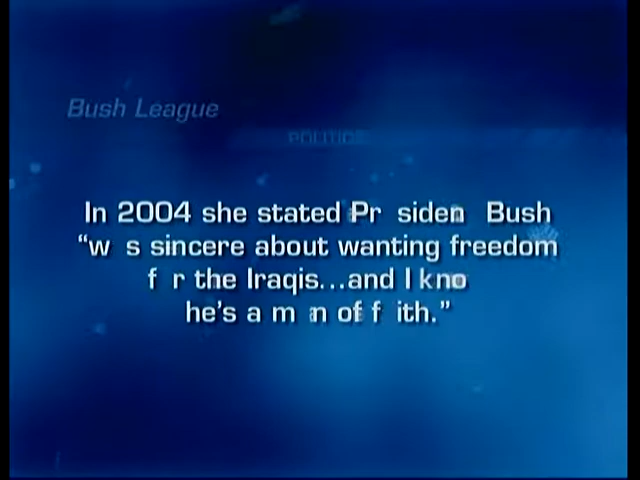 Bush League
POLITICS
In 2004 she stated Pr siden Bush
“w s sincere about wanting freedom
f r the Iraqis...and I kno
he's a m n of f ith.”